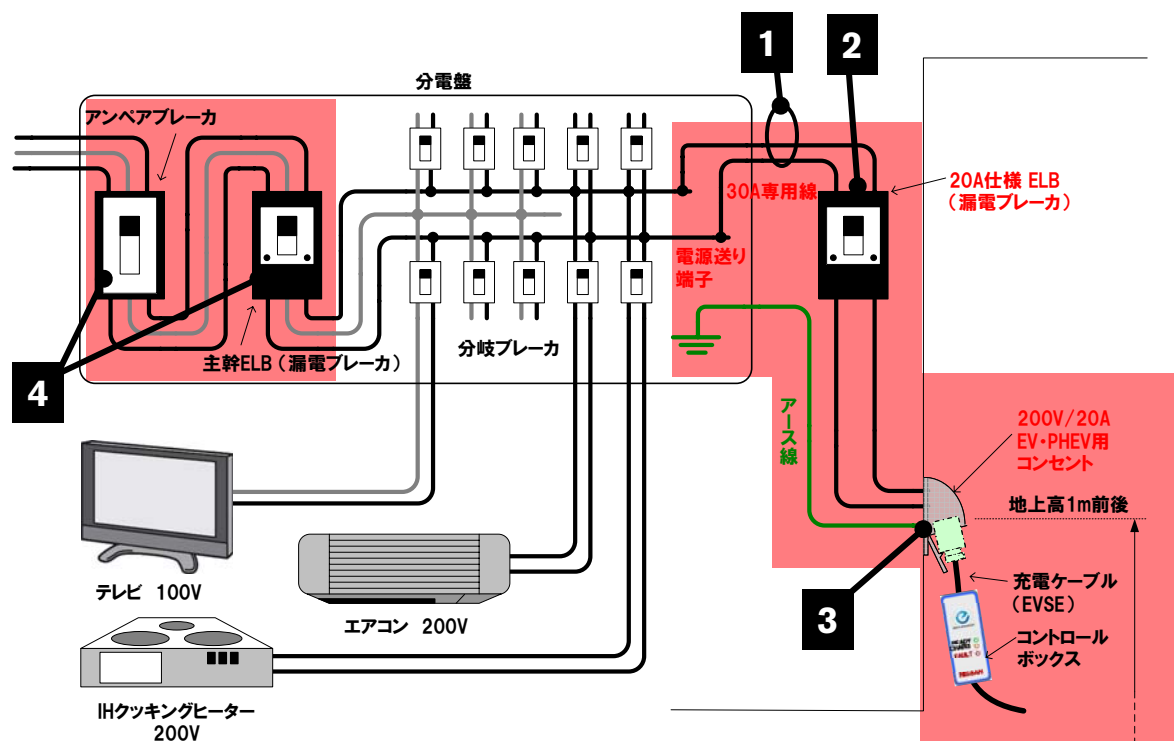 1
2
分電盤
アンペアブレーカ
30A専用線
20A仕様 ELB
（漏電ブレーカ）
電源送り
端子
主幹ELB（漏電ブレーカ）
分岐ブレーカ
4
アース線
200V/20A
EV・PHEV用
コンセント
地上高1m前後
テレビ 100V
エアコン 200V
3
充電ケーブル
（EVSE）
コントロール
ボックス
READY
CHARGE
FAULT
NISSAN
IHクッキングヒーター
200V